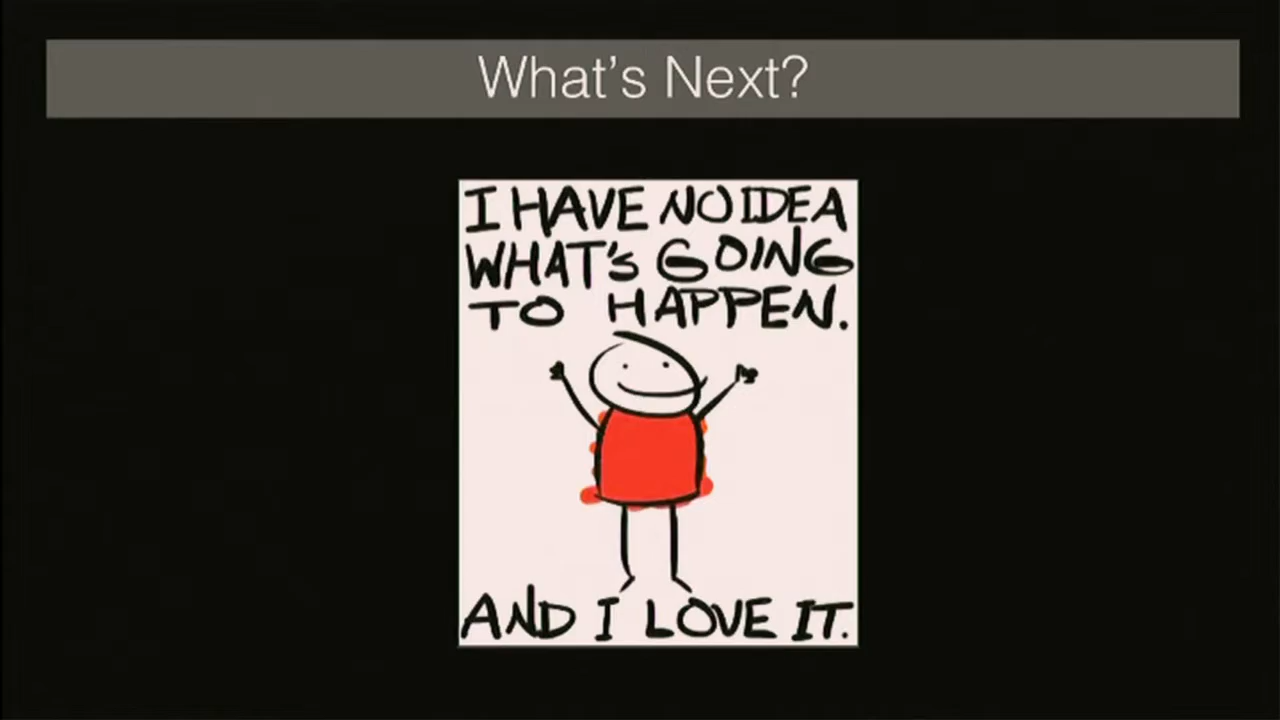 What's Next?
I HAVE NO IDEA
WHAT'S GOING
TO HAPPEN.
AND I LOVE IT.